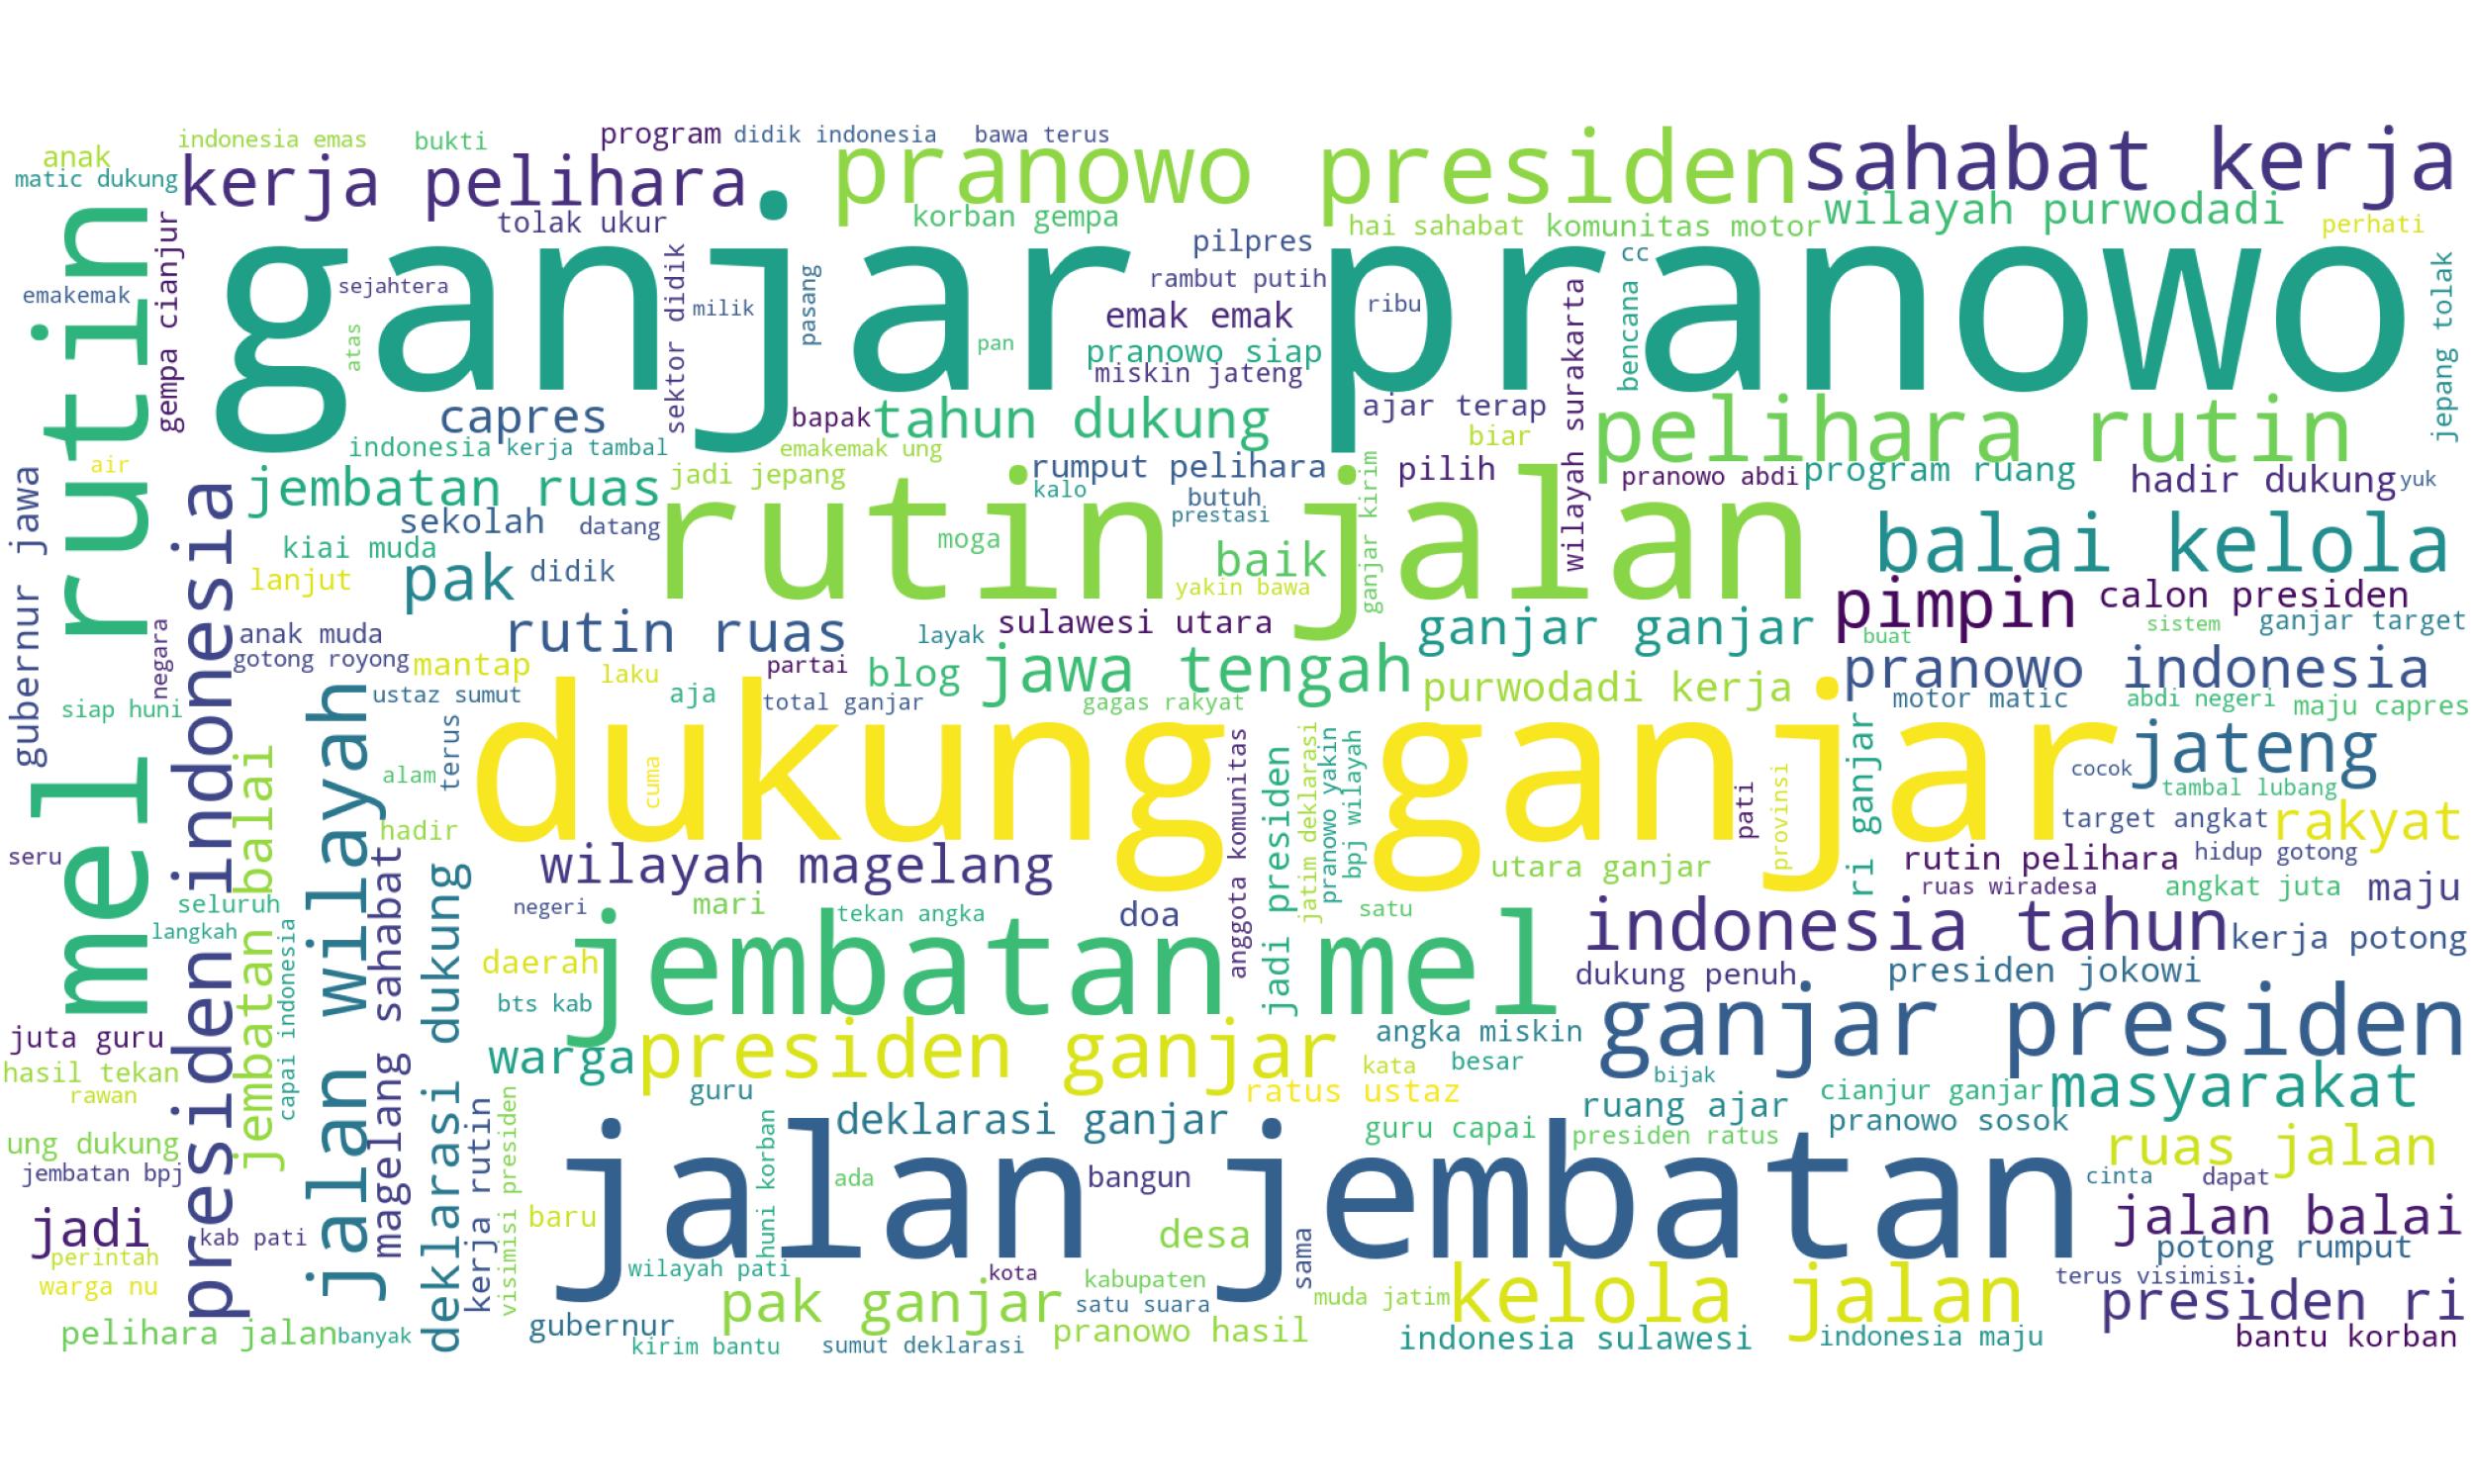 indonesia emas
bukti
program
didik indonesia
bawa terus
anak
matic dukung
kerja pelihara
pranowo presiden
sahabat kerja
tolak ukur
korban gempa
hai sahabat
komunitas motor
wilayah purwodadi
perhati
pilpres
ganjar pranowo
cc
emakemak
sejahtera
milik
rambut putih
ribu
emak emak
pan
pranowo siap
miskin jateng
mel rutin
gempa cianjur
atas
sektor didik
pasang
wilayah surakarta
bencana
jepang tolak
capres
bapak
tahun dukung
ajar terap
pelihara rutin
indonesia
kerja tambal
emakemak ung
biar
air
jembatan ruas
jadi jepang
rumput pelihara
pilih
pranowo abdi
program ruang
hadir dukung
yuk
kalo
butuh
prestasi
rutin jalan
sekolah
datang
kiai muda
moga
baik
ganjar kirim
balai kelola
lanjut
pak
didik
yakin bawa
pimpin
calon presiden
gubernur jawa
presiden indonesia
negara
anak muda
rutin ruas
layak
sulawesi utara
ganjar ganjar
buat
sistem
ganjar target
gotong royong
mantap
laku
partai
blog
jawa tengah
pranowo indonesia
siap huni
ustaz sumut
aja
total ganjar
gagas rakyat
purwodadi kerja
motor matic
abdi negeri
maju capres
jalan wilayah
terus
dukung ganjar
jateng
alam
cuma
cocok
tambal lubang
hadir
provinsi
pati
ri ganjar
target angkat
rakyat
seru
wilayah magelang
anggota komunitas
jadi presiden
jatim deklarasi
pranowo yakin
bpj wilayah
utara ganjar
rutin pelihara
hidup gotong
ruas wiradesa
angkat juta
maju
jembatan balai
magelang sahabat
deklarasi dukung
seluruh
langkah
capai indonesia
negeri
mari
tekan angka
doa
satu
indonesia tahun
kerja potong
daerah
jembatan mel
dukung penuh
presiden jokowi
bts kab
juta guru
angka miskin
ganjar presiden
hasil tekan
warga
presiden ganjar
kata
besar
bijak
rawan
guru
ratus ustaz
cianjur ganjar
masyarakat
ruang ajar
kerja rutin
visimisi presiden
deklarasi ganjar
guru capai
presiden ratus
pranowo sosok
ung dukung
ruas jalan
jembatan bpj
jalan jembatan
huni korban
ada
bangun
cinta
dapat
jadi
baru
desa
jalan balai
kab pati
perintah
sama
potong rumput
warga nu
wilayah pati
kota
kabupaten
terus visimisi
pak ganjar
satu suara
muda jatim
kelola jalan
presiden ri
pelihara jalan
banyak
gubernur
kirim bantu
sumut deklarasi
pranowo hasil
indonesia sulawesi
indonesia maju
bantu korban